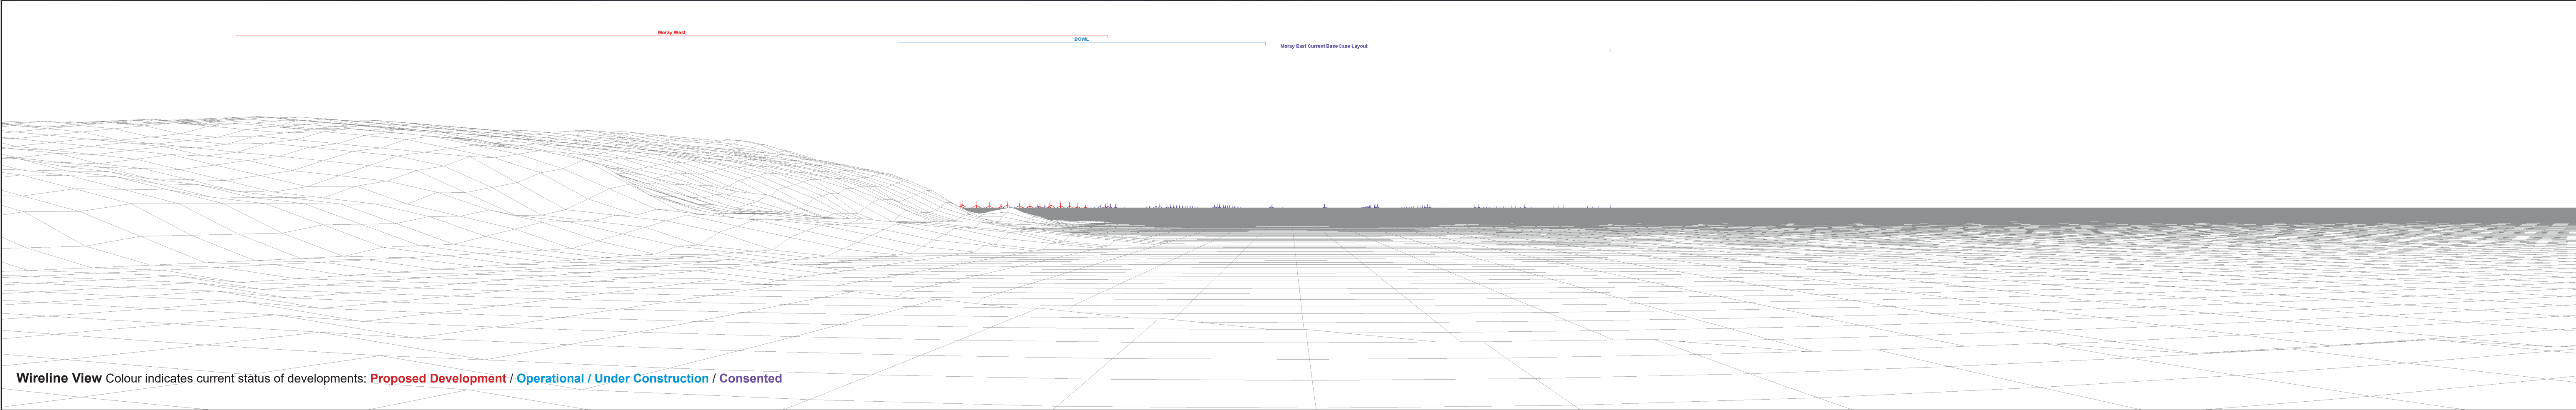 Moray West
BOWL
Moray East Current Base Case Layout
Wireline View Colour indicates current status of developments: Proposed Development / Operational / Under Construction / Consented